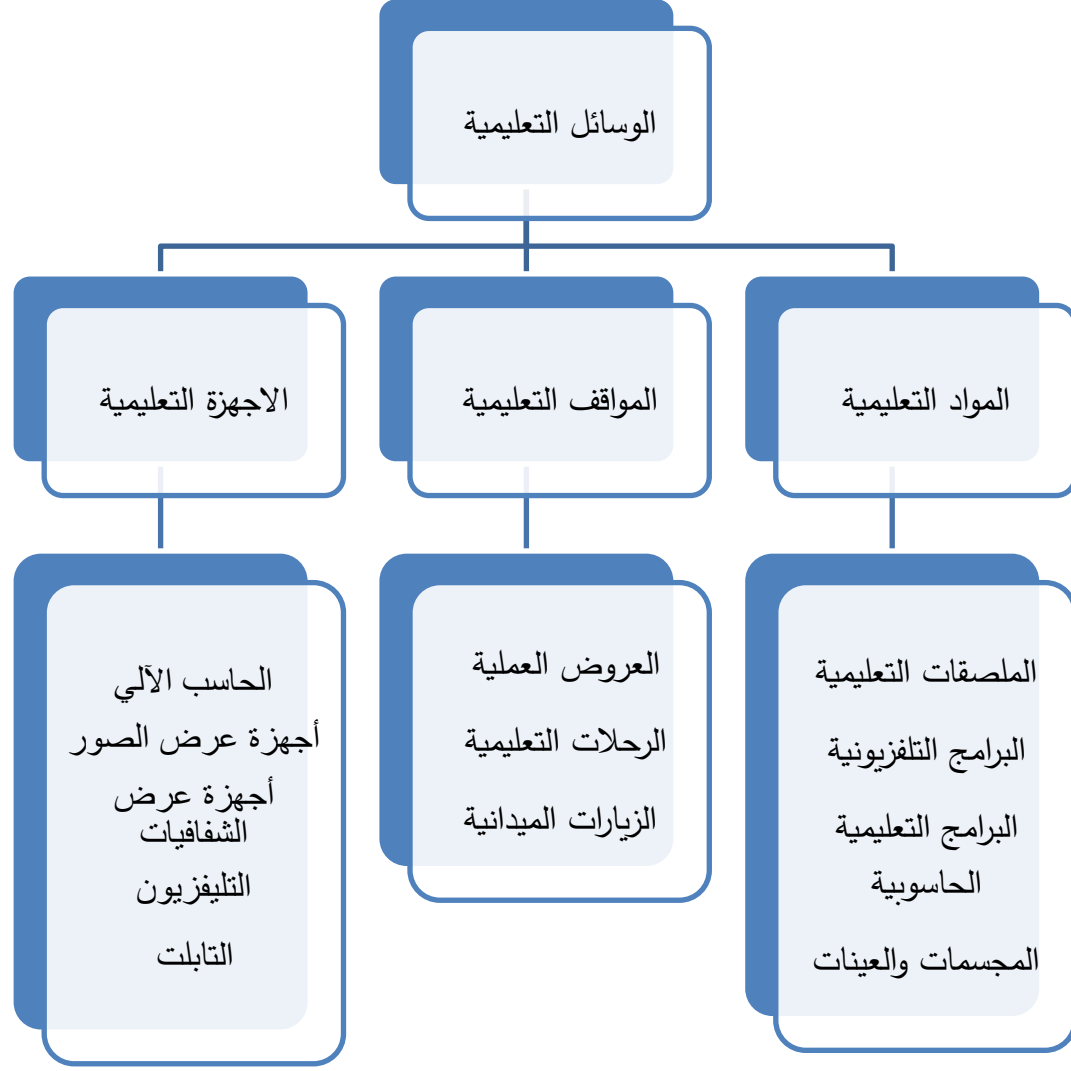 الوسائل التعليمية
المواد التعليمية
المواقف التعليمية
الاجهزة التعليمية
الملصقات التعليمية
البرامج التلفزيونية
البرامج التعليمية
الحاسوبية
المجسمات والعينات
العروض العملية
الرحلات التعليمية
الزيارات الميدانية
الحاسب الآلي
أجهزة عرض الصور
أجهزة عرض
الشفافيات
التليفزيون
التابلت